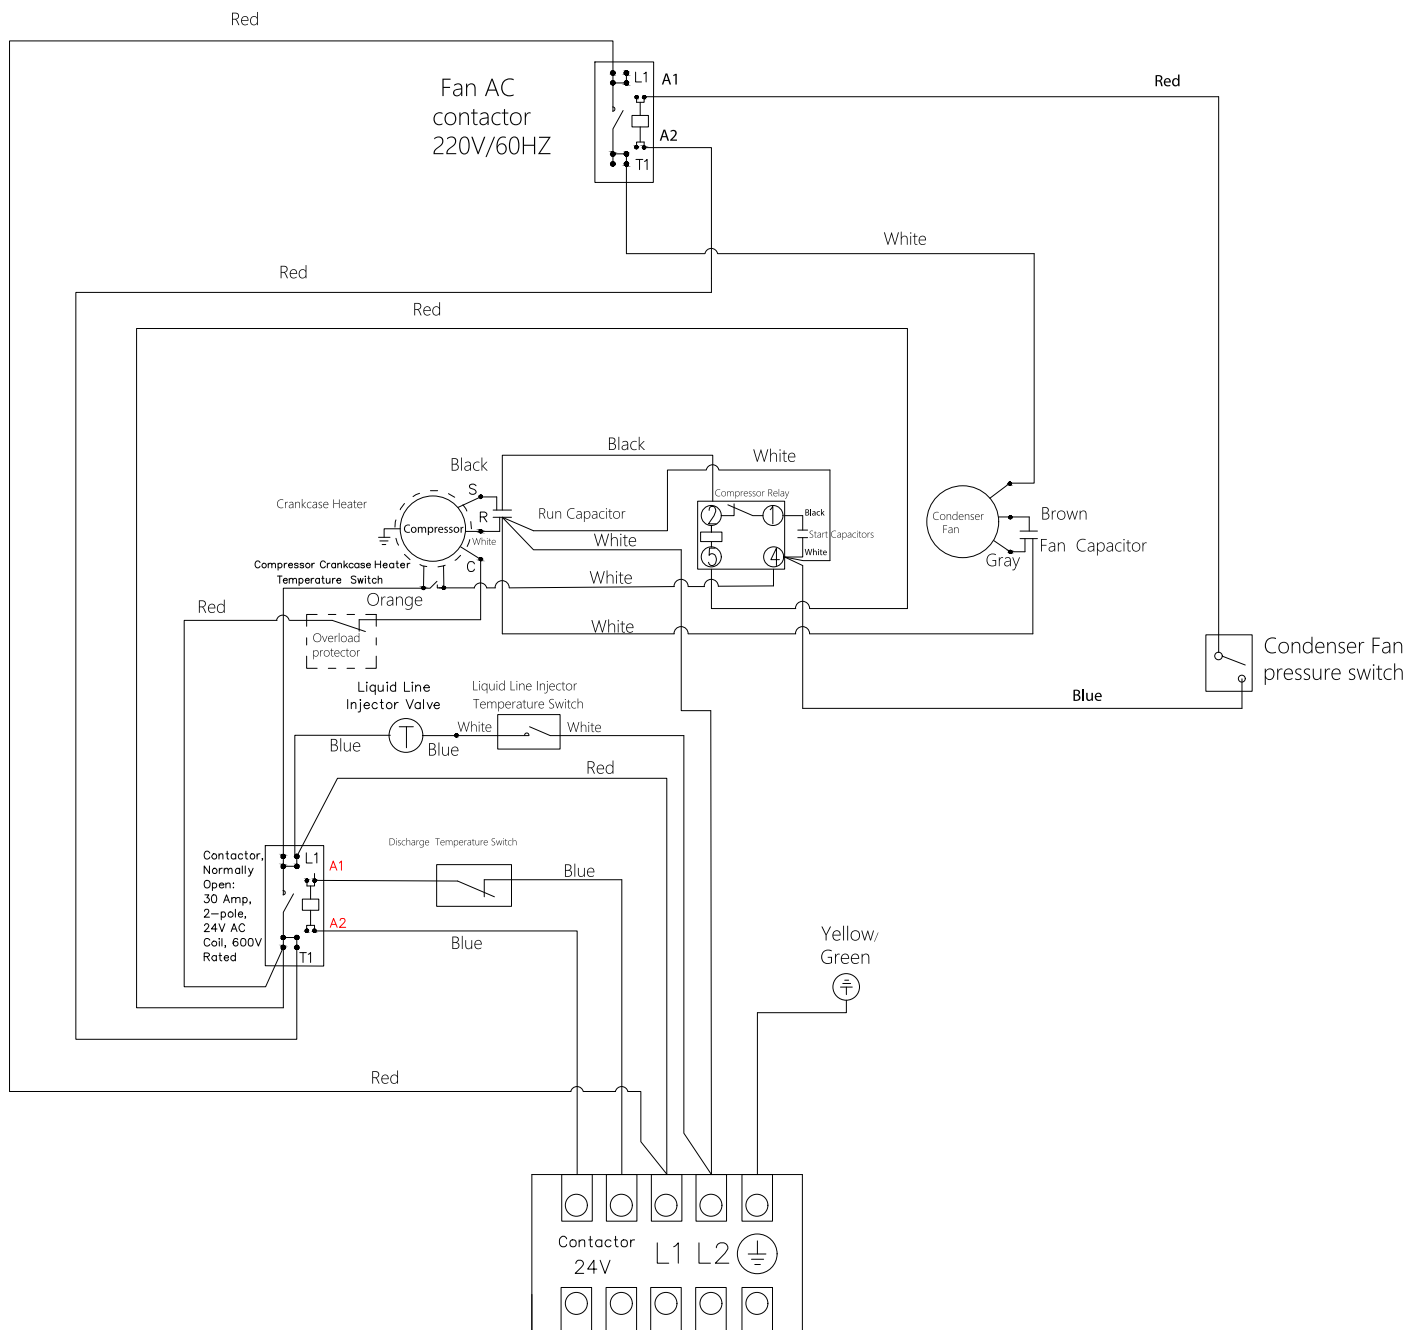 Red
Fan AC
contactor
220V/60HZ
L1
A1
A2
T1
Red
White
Red
Red
Black
White
Black
S
Crankcase Heater
Compressor
R
White
C
Run Capacitor
White
Compressor Relay
2
1
5
4
Black
Start Capacitors
White
Condenser
Fan
Brown
Fan Capacitor
Gray
Compressor Crankcase Heater
Temperature Switch
White
Orange
Red
Overload
protector
White
Condenser Fan
pressure switch
Blue
Liquid Line
Injector Valve
Liquid Line Injector
Temperature Switch
T
Blue
Blue
White
White
Red
Discharge Temperature Switch
Contactor,
Normally
Open:
30 Amp,
2-pole,
24V AC
Coil, 600V
Rated
L1
A1
A2
T1
Blue
Blue
Yellow/
Green
Red
Contactor
24V
L1
L2